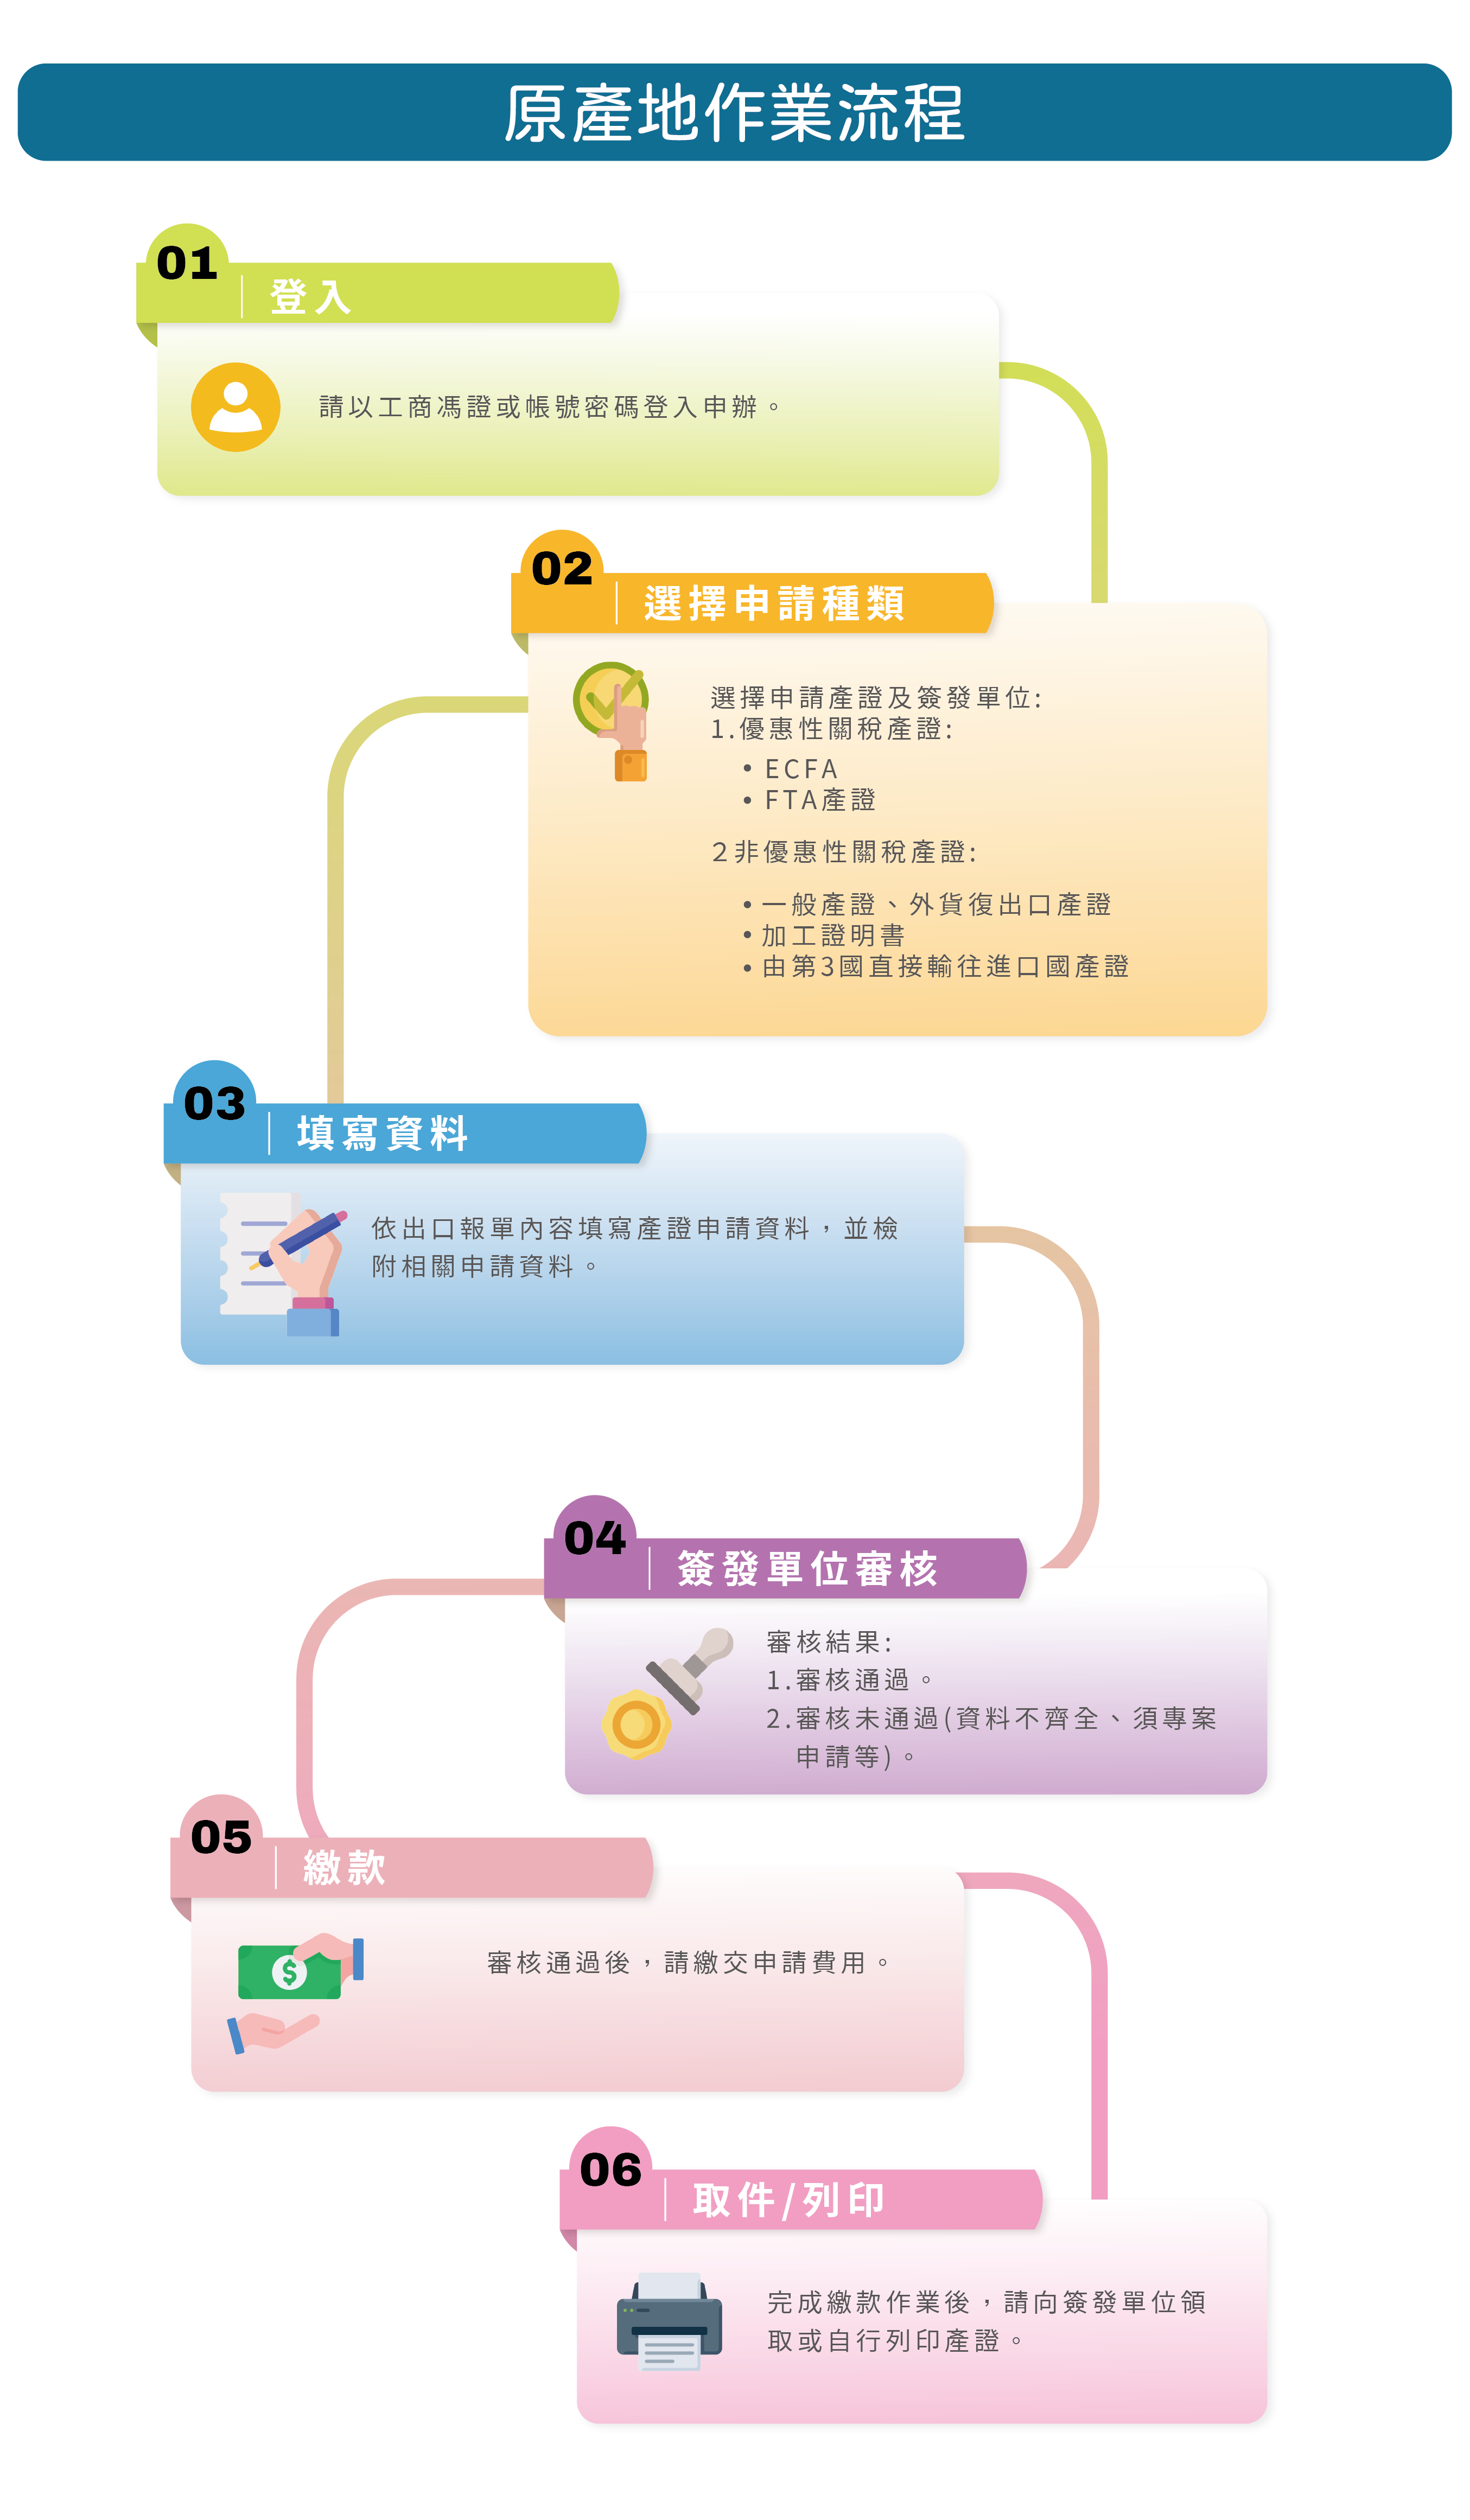 原產地作業流程
01
登入
請以工商馮證或帳號密碼登入申辦。
02
選擇申請種類
選擇申請產證及簽發單位:
1.優惠性關稅產證:
• ECFA
• FTA產證
2非優惠性關稅產證:
• 一般產證、外貨復出口產證
• 加工證明書
• 由第3國直接輸往進口國產證
03
填寫資料
依出口報單內容填寫產證申請資料，並檢
附相關申請資料。
04
簽發單位審核
審核結果:
1.審核通過。
2.審核未通過(資料不齊全、須專案
申請等)。
05
繳款
$
審核通過後，請繳交申請費用。
06
取件/列印
完成繳款作業後，請向簽發單位領
取或自行列印產證。